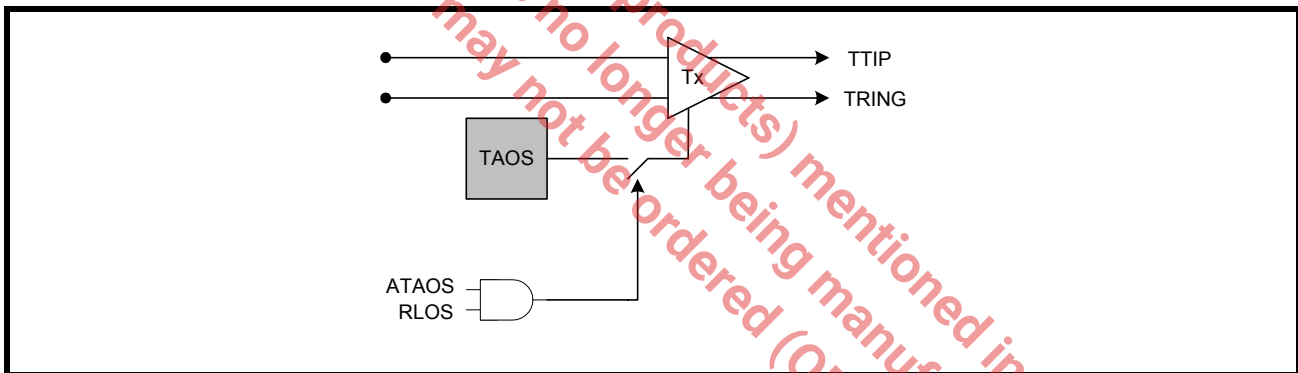 products) mentioned in
no longer being manuf
may not be ordered (O
Tx
TTIP
TRING
TAOS
ATAOS
RLOS